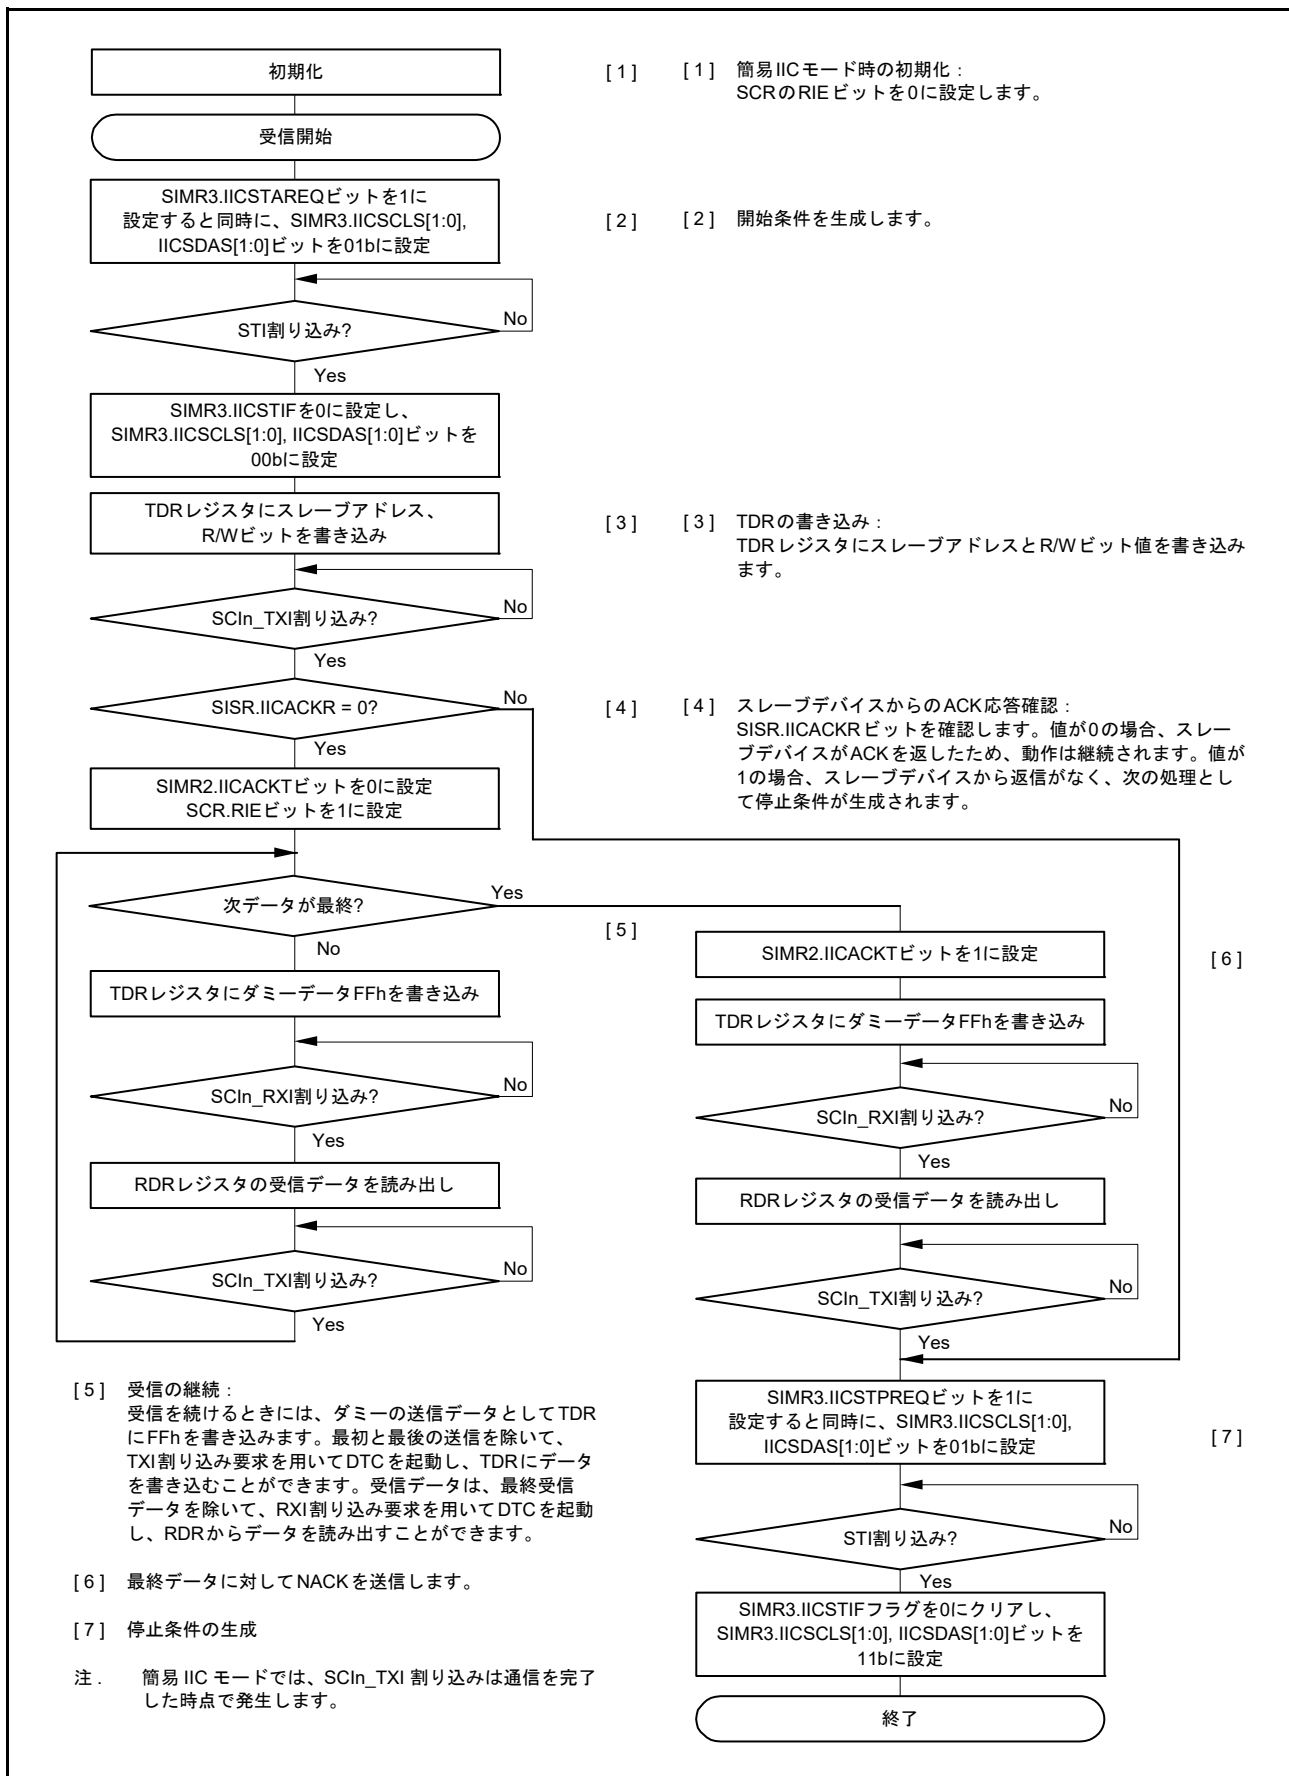 初期化
[ 1 ]
[ 1 ] 簡易IICモード時の初期化：
SCRのRIEビットを0に設定します。
受信開始
SIMR3.IICSTAREQビットを1に
設定すると同時に、SIMR3.IICSCLS[1:0],
IICSDAS[1:0]ビットを01bに設定
[ 2 ]
[ 2 ] 開始条件を生成します。
STI割り込み?
No
Yes
SIMR3.IICSTIFを0に設定し、
SIMR3.IICSCLS[1:0], IICSDAS[1:0]ビットを
00bに設定
TDRレジスタにスレーブアドレス、
R/Wビットを書き込み
[ 3 ]
[ 3 ] TDRの書き込み：
TDRレジスタにスレーブアドレスとR/Wビット値を書き込み
ます。
SCIn_TXI割り込み?
No
Yes
SISR.IICACKR = 0?
No
Yes
[ 4 ]
[ 4 ] スレーブデバイスからのACK応答確認：
SISR.IICACKRビットを確認します。値が0の場合、スレー
ブデバイスがACKを返したため、動作は継続されます。値が
1の場合、スレーブデバイスから返信がなく、次の処理とし
て停止条件が生成されます。
SIMR2.IICACKTビットを0に設定
SCR.RIEビットを1に設定
次データが最終?
Yes
No
[ 5 ]
TDRレジスタにダミーデータFFhを書き込み
SCIn_RXI割り込み?
No
Yes
RDRレジスタの受信データを読み出し
SCIn_TXI割り込み?
No
Yes
SIMR2.IICACKTビットを1に設定
[ 6 ]
TDRレジスタにダミーデータFFhを書き込み
SCIn_RXI割り込み?
No
Yes
RDRレジスタの受信データを読み出し
SCIn_TXI割り込み?
No
Yes
SIMR3.IICSTPREQビットを1に
設定すると同時に、SIMR3.IICSCLS[1:0],
IICSDAS[1:0]ビットを01bに設定
[ 7 ]
STI割り込み?
No
Yes
SIMR3.IICSTIFフラグを0にクリアし、
SIMR3.IICSCLS[1:0], IICSDAS[1:0]ビットを
11bに設定
終了
[ 5 ] 受信の継続：
受信を続けるときには、ダミーの送信データとしてTDR
にFFhを書き込みます。最初と最後の送信を除いて、
TXI割り込み要求を用いてDTCを起動し、TDRにデータ
を書き込むことができます。受信データは、最終受信
データを除いて、RXI割り込み要求を用いてDTCを起動
し、RDRからデータを読み出すことができます。
[ 6 ] 最終データに対してNACKを送信します。
[ 7 ] 停止条件の生成
注. 簡易 IIC モードでは、SCIn_TXI 割り込みは通信を完了
した時点で発生します。